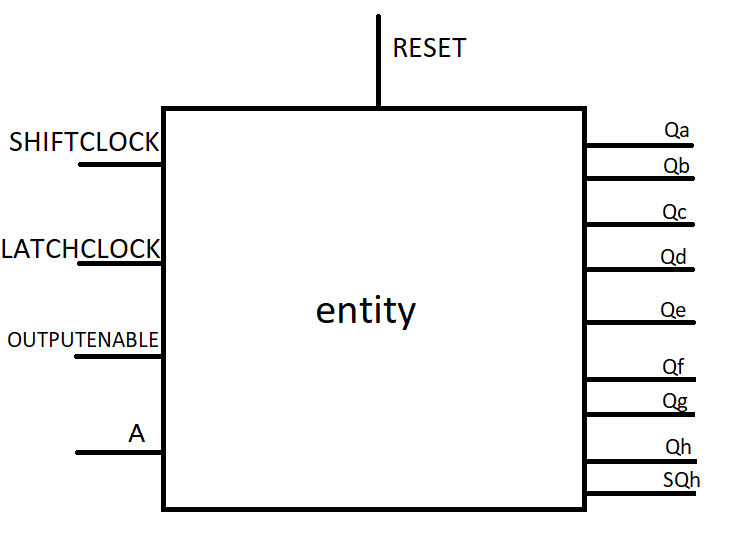 RESET
SHIFTCLOCK
LATCHCLOCK
OUTPUTENABLE
A
entity
Qa
Qb
Qc
Qd
Qe
Qf
Qg
Qh
SQh